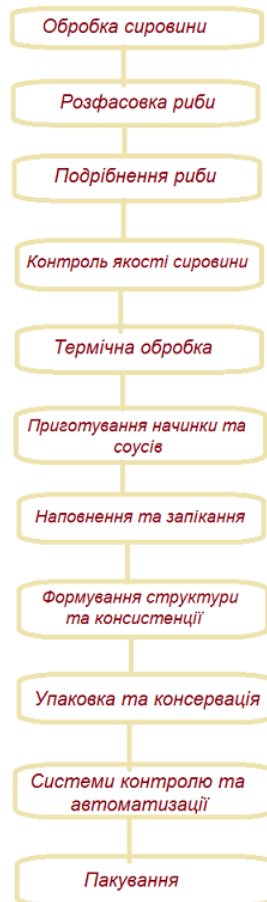 Обробка сировини
Розфасовка риби
Подрібнення риби
Контроль якості сировини
Термічна обробка
Приготування начинки та
соусів
Наповнення та запікання
Формування структури
та консистенції
Упаковка та консервація
Системи контролю та
автоматизації
Пакування